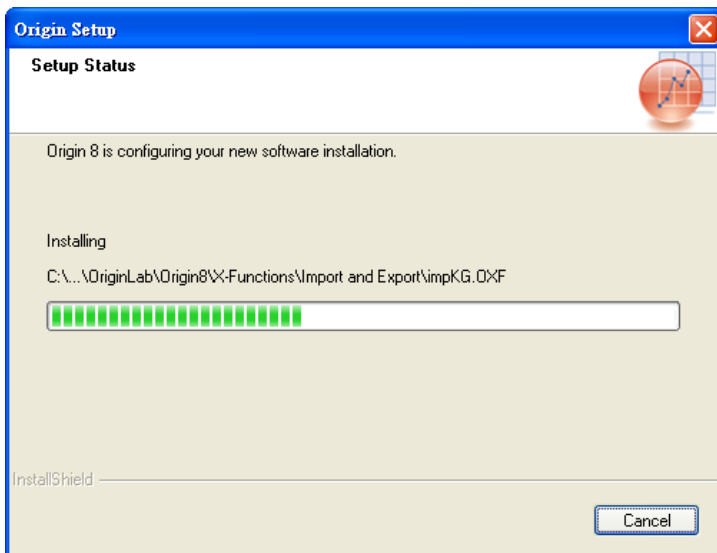 Origin Setup
Setup Status
Origin 8 is configuring your new software installation.
Installing
C:\...\OriginLab\Origin8\X-Functions\Import and Export\impKG.OXF
InstallShield
Cancel